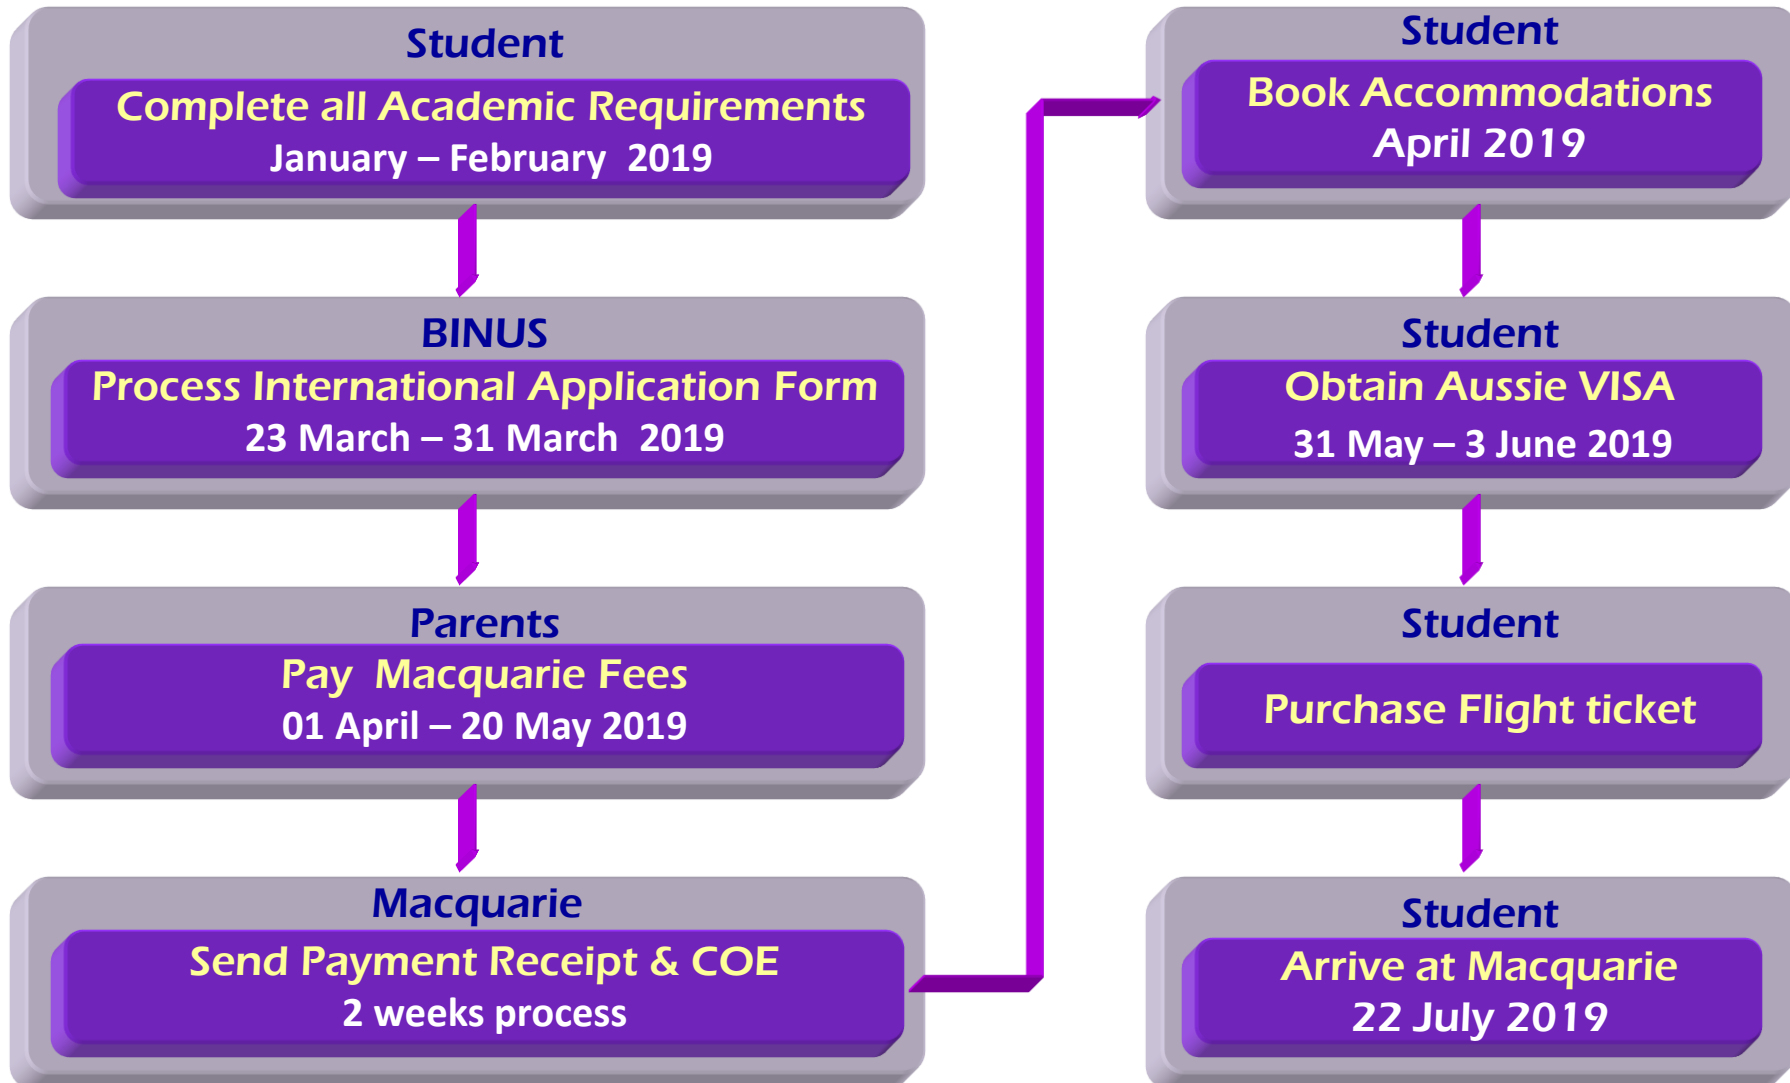 Student
Complete all Academic Requirements
January – February 2019
BINUS
Process International Application Form
23 March – 31 March 2019
Parents
Pay Macquarie Fees
01 April – 20 May 2019
Macquarie
Send Payment Receipt & COE
2 weeks process
Student
Book Accommodations
April 2019
Student
Obtain Aussie VISA
31 May – 3 June 2019
Student
Purchase Flight ticket
Student
Arrive at Macquarie
22 July 2019